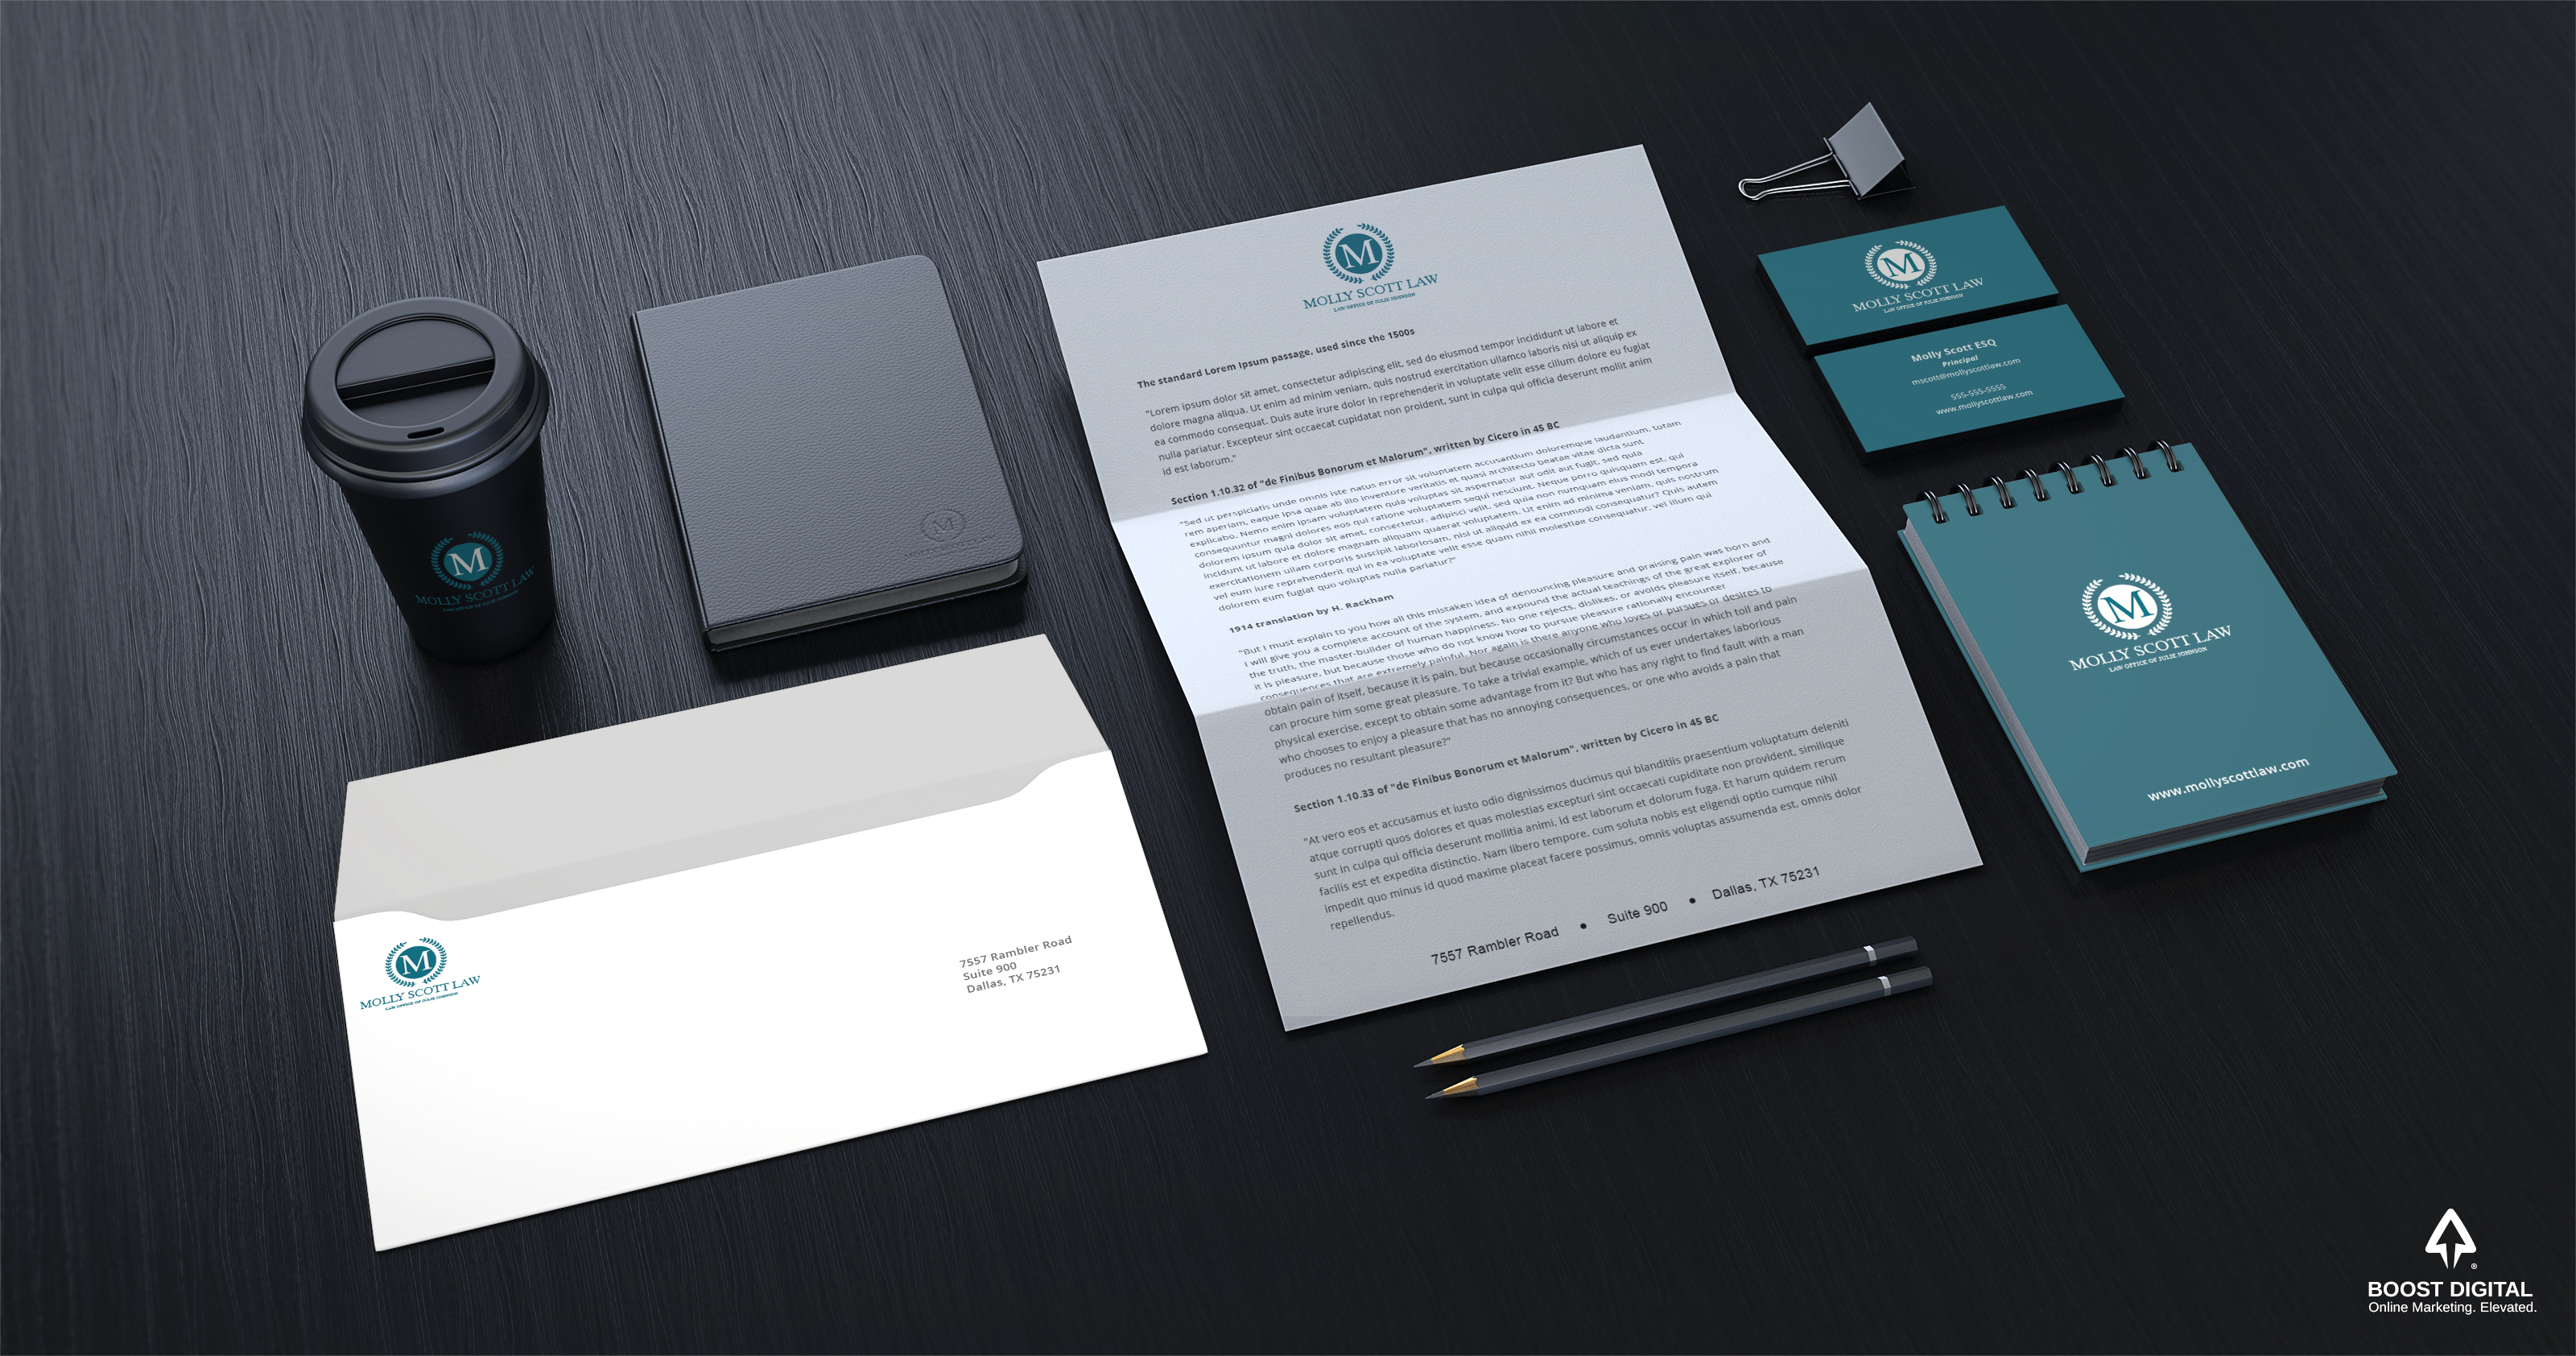 M
MOLLY SCOTT LAW
LAW OFFICE OF JULIE JOHNSON
M
M
MOLLY SCOTT LAW
LAW OFFICE OF JULIE JOHNSON
The standard Lorem Ipsum passage, used since the 1500s
"Lorem ipsum dolor sit amet, consectetur adipiscing elit, sed do eiusmod tempor incididunt ut labore et
dolore magna aliqua. Ut enim ad minim veniam, quis nostrud exercitation ullamco laboris nisi ut aliquip ex
ea commodo consequat. Duis aute irure dolor in reprehenderit in voluptate velit esse cillum dolore eu fugiat
nulla pariatur. Excepteur sint occaecat cupidatat non proident, sunt in culpa qui officia deserunt mollit anim
id est laborum."
Section 1.10.32 of "de Finibus Bonorum et Malorum", written by Cicero in 45 BC
"Sed ut perspiciatis unde omnis iste natus error sit voluptatem accusantium doloremque laudantium, totam
rem aperiam, eaque ipsa quae ab illo inventore veritatis et quasi architecto beatae vitae dicta sunt
explicabo. Nemo enim ipsam voluptatem quia voluptas sit aspernatur aut odit aut fugit, sed quia
consequuntur magni dolores eos qui ratione voluptatem sequi nesciunt. Neque porro quisquam est, qui
dolorem ipsum quia dolor sit amet, consectetur, adipisci velit, sed quia non numquam eius modi tempora
incidunt ut labore et dolore magnam aliquam quaerat voluptatem. Ut enim ad minima veniam, quis nostrum
exercitationem ullam corporis suscipit laboriosam, nisi ut aliquid ex ea commodi consequatur? Quis autem
vel eum iure reprehenderit qui in ea voluptate velit esse quam nihil molestiae consequatur, vel illum qui
dolorem eum fugiat quo voluptas nulla pariatur?"
1914 translation by H. Rackham
"But I must explain to you how all this mistaken idea of denouncing pleasure and praising pain was born and
I will give you a complete account of the system, and expound the actual teachings of the great explorer of
the truth, the master-builder of human happiness. No one rejects, dislikes, or avoids pleasure itself, because
it is pleasure, but because those who do not know how to pursue pleasure rationally encounter
consequences that are extremely painful. Nor again is there anyone who loves or pursues or desires to
obtain pain of itself, because it is pain, but because occasionally circumstances occur in which toil and pain
can procure him some great pleasure. To take a trivial example, which of us ever undertakes laborious
physical exercise, except to obtain some advantage from it? But who has any right to find fault with a man
who chooses to enjoy a pleasure that has no annoying consequences, or one who avoids a pain that
produces no resultant pleasure?"
Section 1.10.33 of "de Finibus Bonorum et Malorum", written by Cicero in 45 BC
"At vero eos et accusamus et iusto odio dignissimos ducimus qui blanditiis praesentium voluptatum deleniti
atque corrupti quos dolores et quas molestias excepturi sint occaecati cupiditate non provident, similique
sunt in culpa qui officia deserunt mollitia animi, id est laborum et dolorum fuga. Et harum quidem rerum
facilis est et expedita distinctio. Nam libero tempore, cum soluta nobis est eligendi optio cumque nihil
impedit quo minus id quod maxime placeat facere possimus, omnis voluptas assumenda est, omnis dolor
repellendus.
7557 Rambler Road • Suite 900 • Dallas, TX 75231
M
MOLLY SCOTT LAW
LAW OFFICE OF JULIE JOHNSON
Molly Scott ESQ
Principal
mscott@mollyscottlaw.com
555-555-5555
www.mollyscottlaw.com
M
MOLLY SCOTT LAW
LAW OFFICE OF JULIE JOHNSON
www.mollyscottlaw.com
M
MOLLY SCOTT LAW
LAW OFFICE OF JULIE JOHNSON
7557 Rambler Road
Suite 900
Dallas, TX 75231
BOOST DIGITAL
Online Marketing. Elevated.